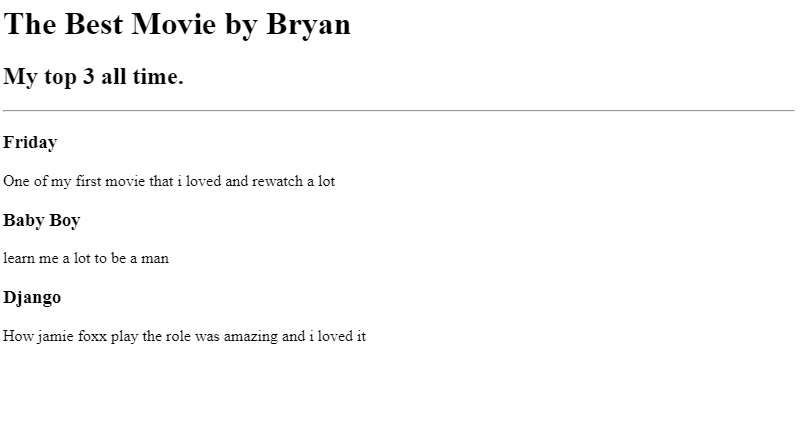 The Best Movie by Bryan
My top 3 all time.
Friday
One of my first movie that i loved and rewatch a lot
Baby Boy
learn me a lot to be a man
Django
How jamie foxx play the role was amazing and i loved it